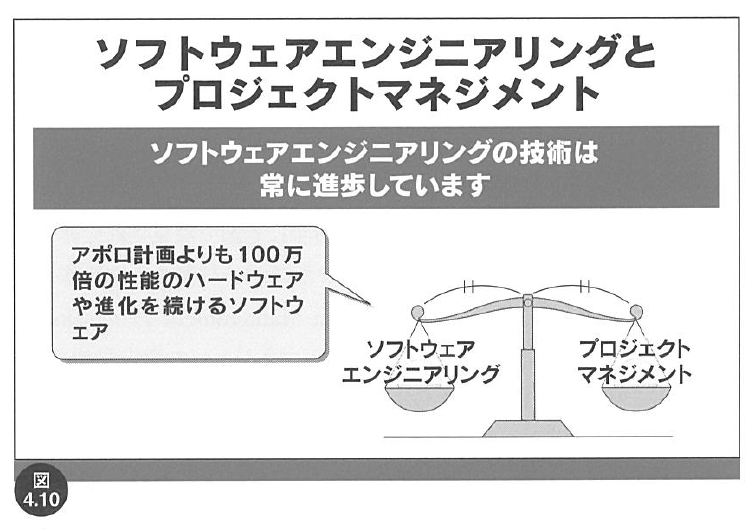 ソフトウェアエンジニアリングと
プロジェクトマネジメント
ソフトウェアエンジニアリングの技術は
常に進歩しています
アポロ計画よりも100万
倍の性能のハードウェア
や進化を続けるソフトウ
ェア
ソフトウェア
エンジニアリング
プロジェクト
マネジメント
図
4.10